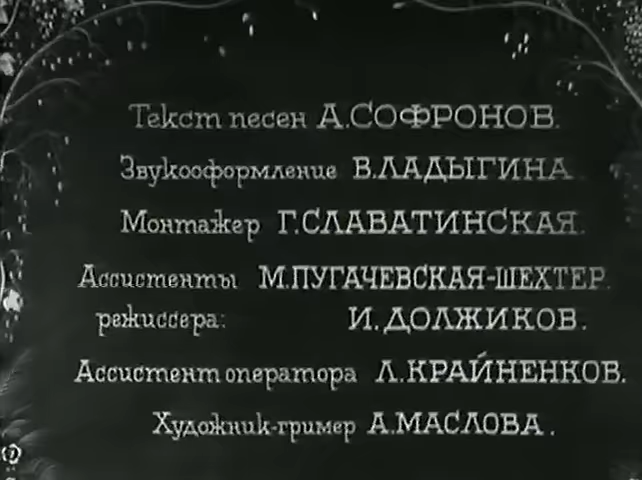 Текст песен А.СОФРОНОВ.
Звукооформление В.ЛАДЫГИНА.
Монтажер Г.СЛАВАТИНСКАЯ.
Ассистенты М.ПУГАЧЕВСКАЯ-ШЕХТЕР.
режиссера: И.ДОЛЖИКОВ.
Ассистент оператора Л.КРАЙНЕНКОВ.
Художник-гример А.МАСЛОВА.